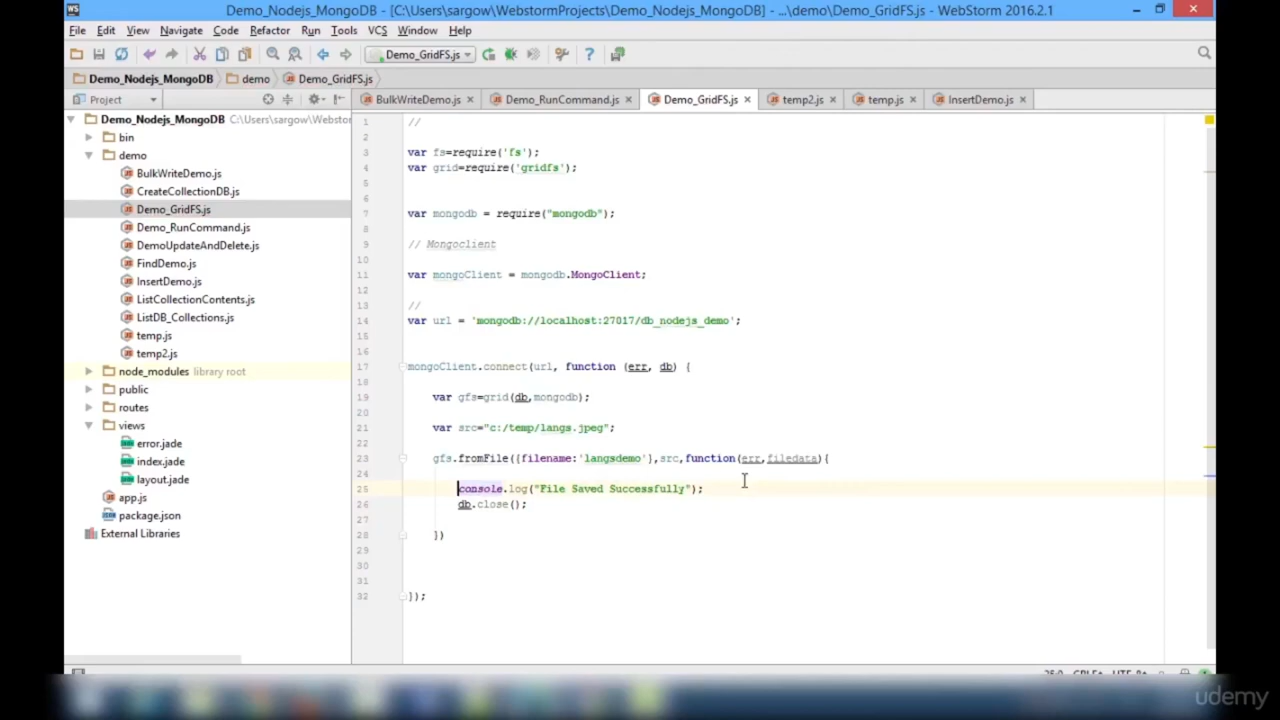 Demo_Nodejs_MongoDB - [C:\Users\sargow\WebstormProjects\Demo_Nodejs_MongoDB] - ...\demo\Demo_GridFS.js - WebStorm 2016.2.1
File Edit View Navigate Code Refactor Run Tools VCS Window Help
Demo_GridFS.js
Demo_Nodejs_MongoDB demo Demo_GridFS.js
Project
BulkWriteDemo.js Demo_RunCommand.js Demo_GridFS.js temp2.js temp.js InsertDemo.js
Demo_Nodejs_MongoDB C:\Users\sargow\Webstor
bin
demo
BulkWriteDemo.js
CreateCollectionDB.js
Demo_GridFS.js
Demo_RunCommand.js
DemoUpdateAndDelete.js
FindDemo.js
InsertDemo.js
ListCollectionContents.js
ListDB_Collections.js
temp.js
temp2.js
node_modules library root
public
routes
views
error.jade
index.jade
layout.jade
app.js
package.json
External Libraries
1 //
2
3 var fs=require('fs');
4 var grid=require('gridfs');
5
6
7 var mongodb = require("mongodb");
8
9 // Mongoclient
10
11 var mongoClient = mongodb.MongoClient;
12
13 //
14 var url = 'mongodb://localhost:27017/db_nodejs_demo';
15
16
17 mongoClient.connect(url, function (err, db) {
18
19 var gfs=grid(db,mongodb);
20
21 var src="c:/temp/langs.jpeg";
22
23 gfs.fromFile({filename:'langsdemo'},src,function(err,filedata){
24
25 console.log("File Saved Successfully");
26 db.close();
27
28 })
29
30
31
32 });
udemy